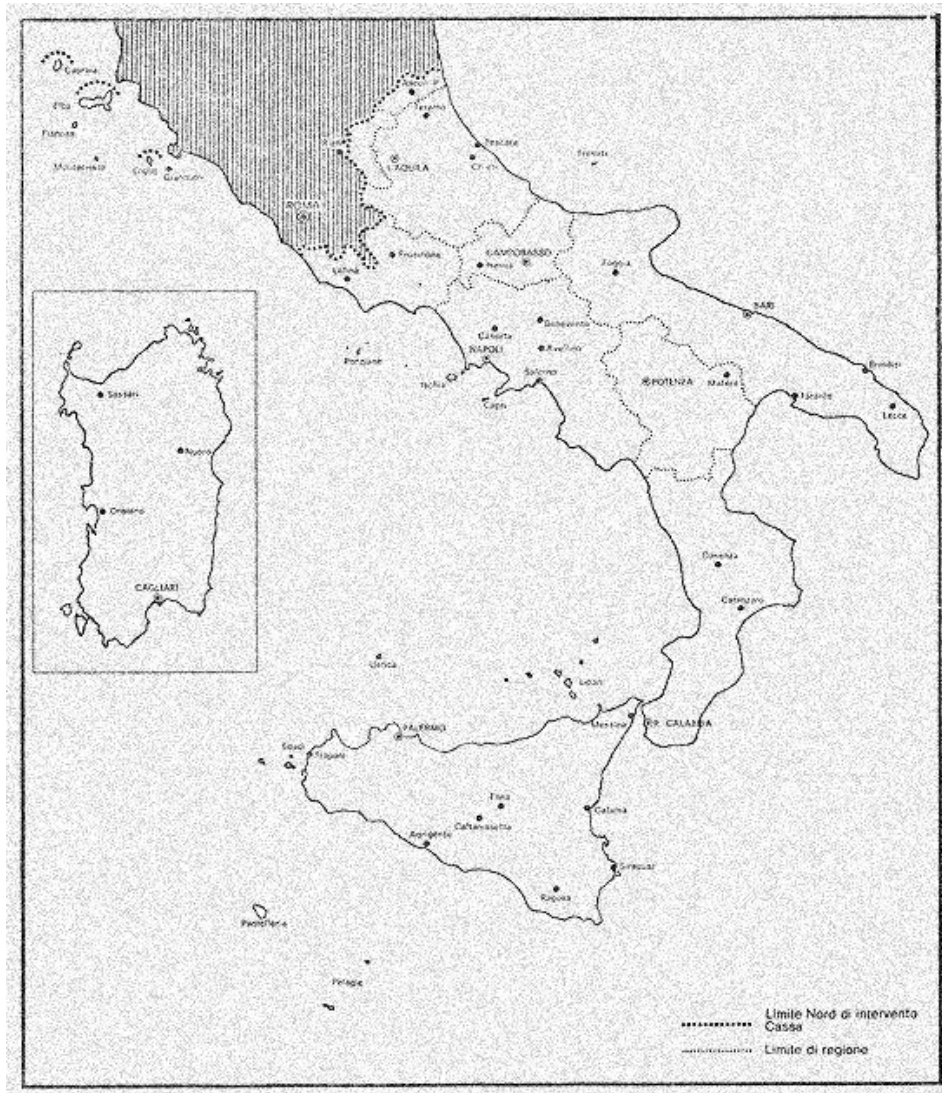 Capraia
Elba
Pianosa
Montecristo
Giglio
Giannutri
Teramo
Pescara
Chieti
L'AQUILA
Tremiti
ROMA
Latina
Frosinone
CAMPOBASSO
Isernia
Foggia
BARI
Benevento
Caserta
Avellino
NAPOLI
Ponziane
Ischia
Capri
Salerno
POTENZA
Matera
Taranto
Brindisi
Lecce
Sassari
Nuoro
Oristano
CAGLIARI
Cosenza
Catanzaro
Ustica
Lipari
Messina
R. CALABRIA
PALERMO
Trapani
Enna
Caltanissetta
Catania
Agrigento
Siracusa
Ragusa
Pantelleria
Pelagie
Limite Nord di intervento
Cassa
Limite di regione